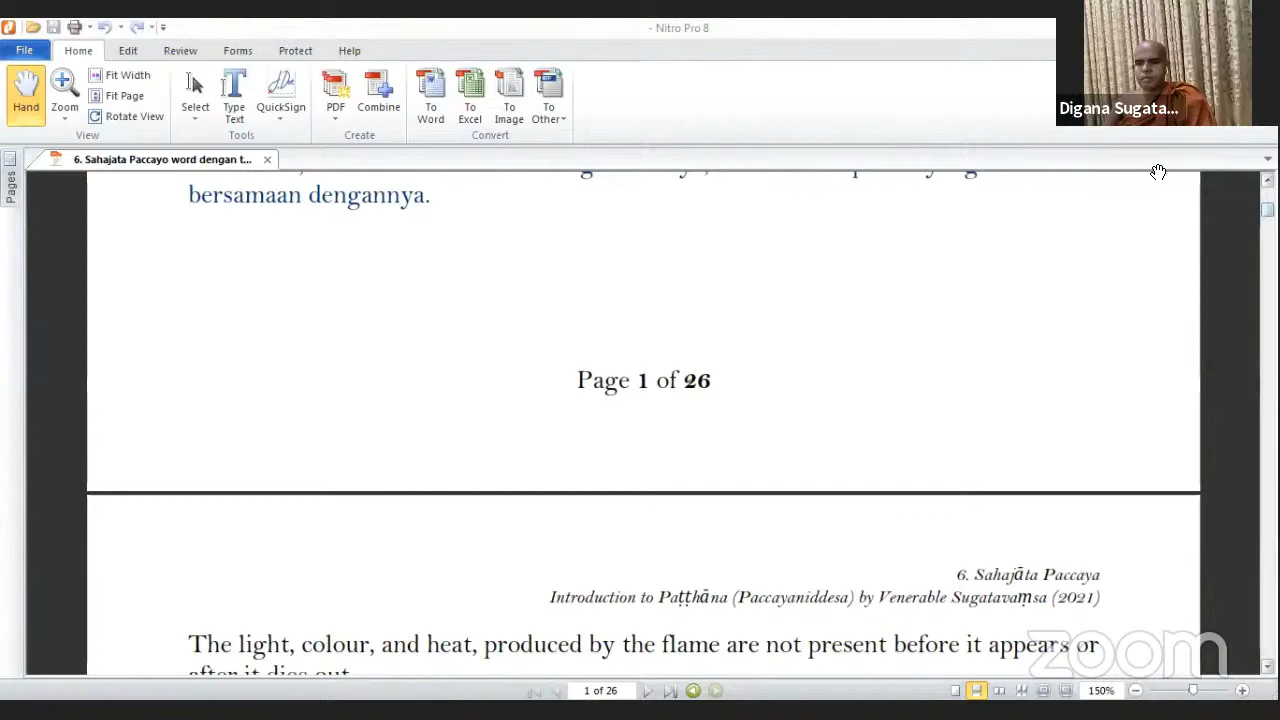 - Nitro Pro 8
File
Home
Edit
Review
Forms
Protect
Help
Hand
Zoom
Fit Width
Fit Page
Rotate View
View
Select
Type
Text
QuickSign
Tools
PDF
Combine
Create
To
Word
To
Excel
To
Image
To
Other
Convert
Digana Sugata...
6. Sahajata Paccayo word dengan t...
Pages
bersamaan dengannya.
Page 1 of 26
6. Sahajāta Paccaya
Introduction to Paṭṭhāna (Paccayaniddesa) by Venerable Sugatavaṃsa (2021)
The light, colour, and heat, produced by the flame are not present before it appears or
after it dies out.
zoom
1 of 26
150%